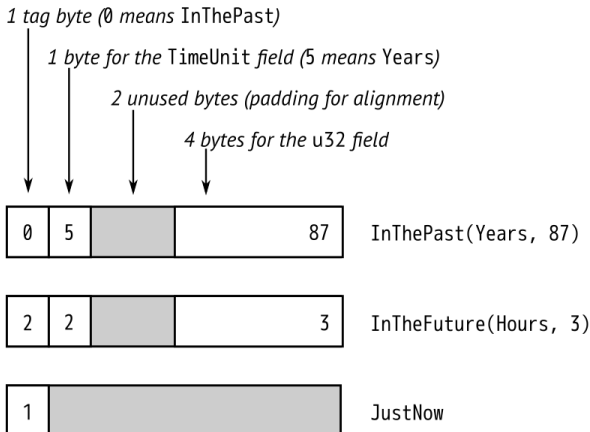 1 tag byte (0 means InThePast)
1 byte for the TimeUnit field (5 means Years)
2 unused bytes (padding for alignment)
4 bytes for the u32 field
0 5 87 InThePast(Years, 87)
2 2 3 InTheFuture(Hours, 3)
1 JustNow